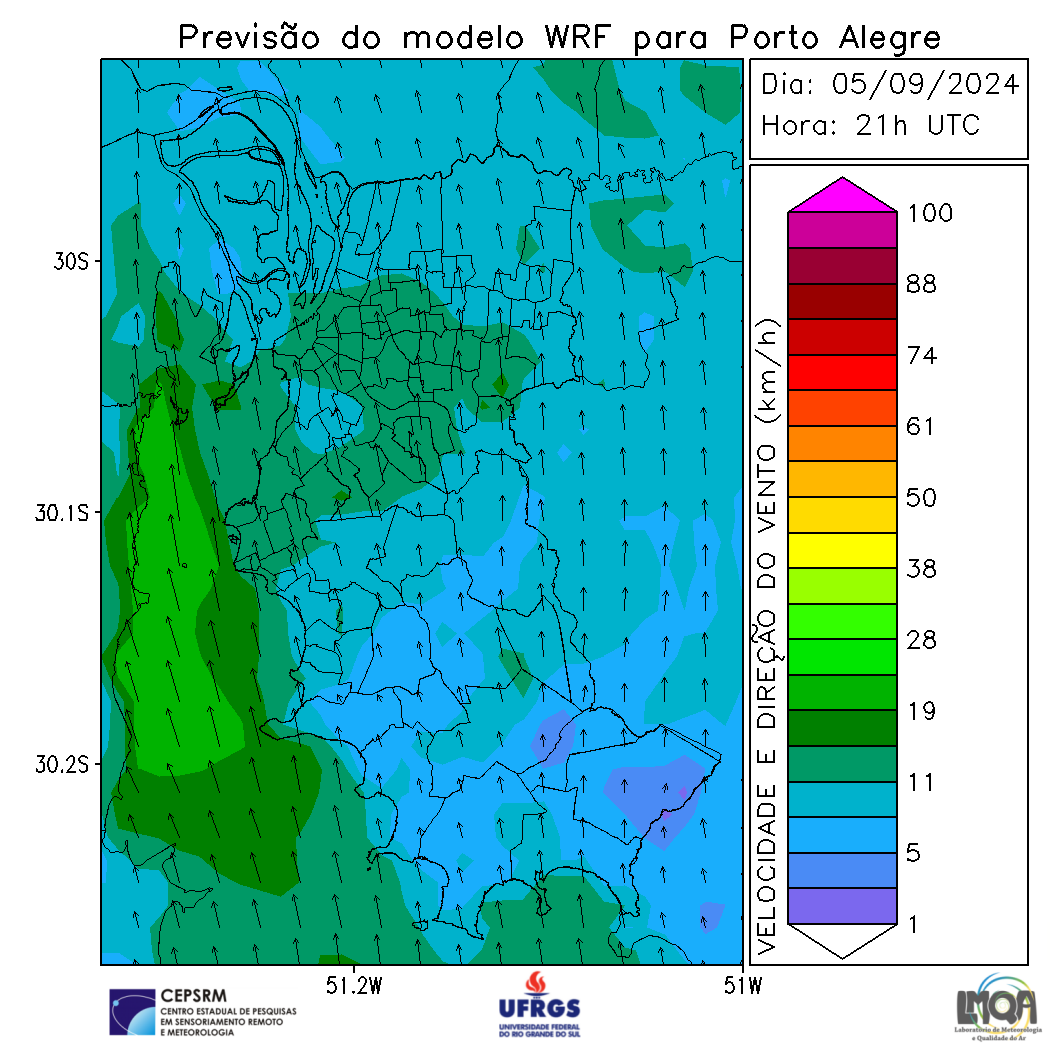 Previsão do modelo WRF para Porto Alegre
Dia: 05/09/2024
Hora: 21h UTC
30S
30.1S
30.2S
51.2W
51W
VELOCIDADE E DIREÇÃO DO VENTO (km/h)
100
88
74
61
50
38
28
19
11
5
1
CEPSRM
CENTRO ESTADUAL DE PESQUISAS
EM SENSORIAMENTO REMOTO
E METEOROLOGIA
UFRGS
UNIVERSIDADE FEDERAL
DO RIO GRANDE DO SUL
LMQA
Laboratório de Meteorologia
e Qualidade do Ar